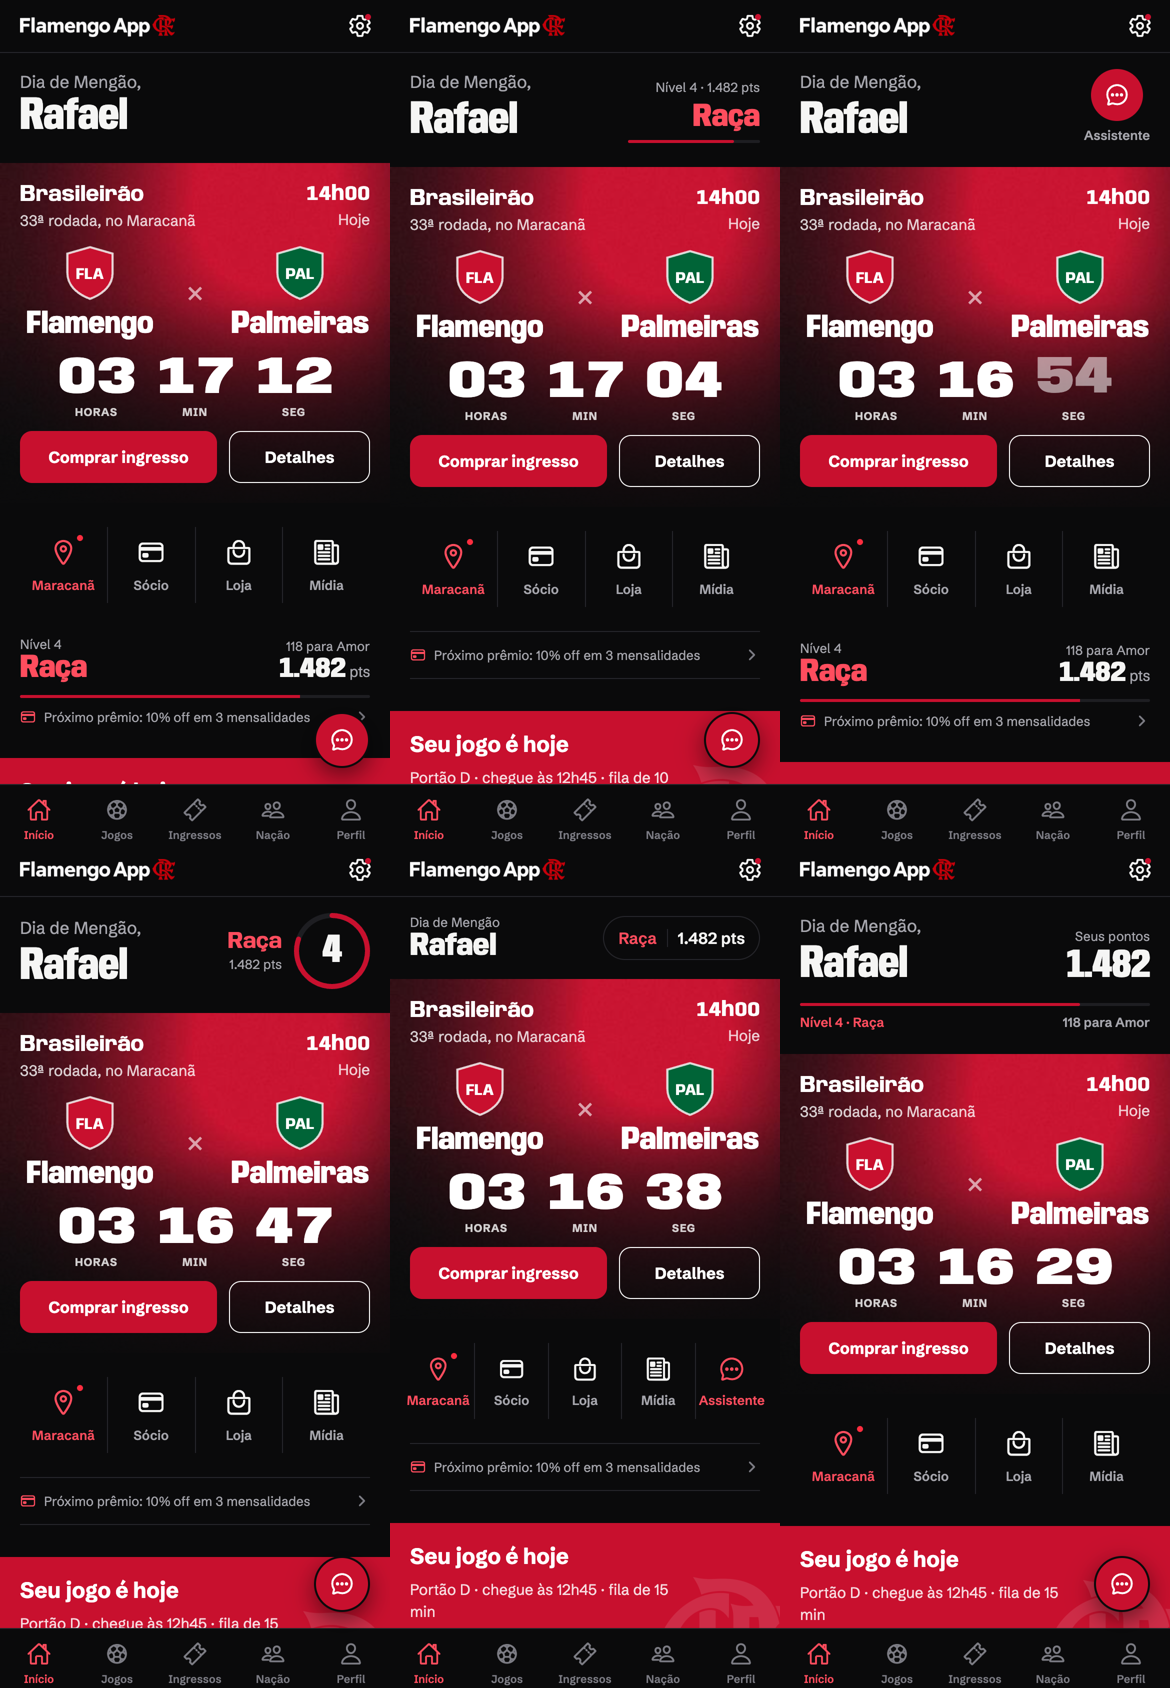 Flamengo App
Dia de Mengão,
Rafael
Brasileirão
14h00
33ª rodada, no Maracanã
Hoje
FLA
PAL
Flamengo
×
Palmeiras
03 17 12
HORAS MIN SEG
Comprar ingresso
Detalhes
Maracanã
Sócio
Loja
Mídia
Nível 4
118 para Amor
Raça
1.482 pts
Próximo prêmio: 10% off em 3 mensalidades
Início
Jogos
Ingressos
Nação
Perfil
Flamengo App
Dia de Mengão,
Rafael
Nível 4 · 1.482 pts
Raça
Brasileirão
14h00
33ª rodada, no Maracanã
Hoje
FLA
PAL
Flamengo
×
Palmeiras
03 17 04
HORAS MIN SEG
Comprar ingresso
Detalhes
Maracanã
Sócio
Loja
Mídia
Próximo prêmio: 10% off em 3 mensalidades
Seu jogo é hoje
Portão D · chegue às 12h45 · fila de 10
Início
Jogos
Ingressos
Nação
Perfil
Flamengo App
Dia de Mengão,
Rafael
Assistente
Brasileirão
14h00
33ª rodada, no Maracanã
Hoje
FLA
PAL
Flamengo
×
Palmeiras
03 16 54
HORAS MIN SEG
Comprar ingresso
Detalhes
Maracanã
Sócio
Loja
Mídia
Nível 4
118 para Amor
Raça
1.482 pts
Próximo prêmio: 10% off em 3 mensalidades
Início
Jogos
Ingressos
Nação
Perfil
Flamengo App
Dia de Mengão,
Rafael
Raça
1.482 pts
4
Brasileirão
14h00
33ª rodada, no Maracanã
Hoje
FLA
PAL
Flamengo
×
Palmeiras
03 16 47
HORAS MIN SEG
Comprar ingresso
Detalhes
Maracanã
Sócio
Loja
Mídia
Próximo prêmio: 10% off em 3 mensalidades
Seu jogo é hoje
Portão D · chegue às 12h45 · fila de 15
Início
Jogos
Ingressos
Nação
Perfil
Flamengo App
Dia de Mengão
Rafael
Raça
1.482 pts
Brasileirão
14h00
33ª rodada, no Maracanã
Hoje
FLA
PAL
Flamengo
×
Palmeiras
03 16 38
HORAS MIN SEG
Comprar ingresso
Detalhes
Maracanã
Sócio
Loja
Mídia
Assistente
Próximo prêmio: 10% off em 3 mensalidades
Seu jogo é hoje
Portão D · chegue às 12h45 · fila de 15
min
Início
Jogos
Ingressos
Nação
Perfil
Flamengo App
Dia de Mengão,
Rafael
Seus pontos
1.482
Nível 4 · Raça
118 para Amor
Brasileirão
14h00
33ª rodada, no Maracanã
Hoje
FLA
PAL
Flamengo
×
Palmeiras
03 16 29
HORAS MIN SEG
Comprar ingresso
Detalhes
Maracanã
Sócio
Loja
Mídia
Seu jogo é hoje
Portão D · chegue às 12h45 · fila de 15
min
Início
Jogos
Ingressos
Nação
Perfil